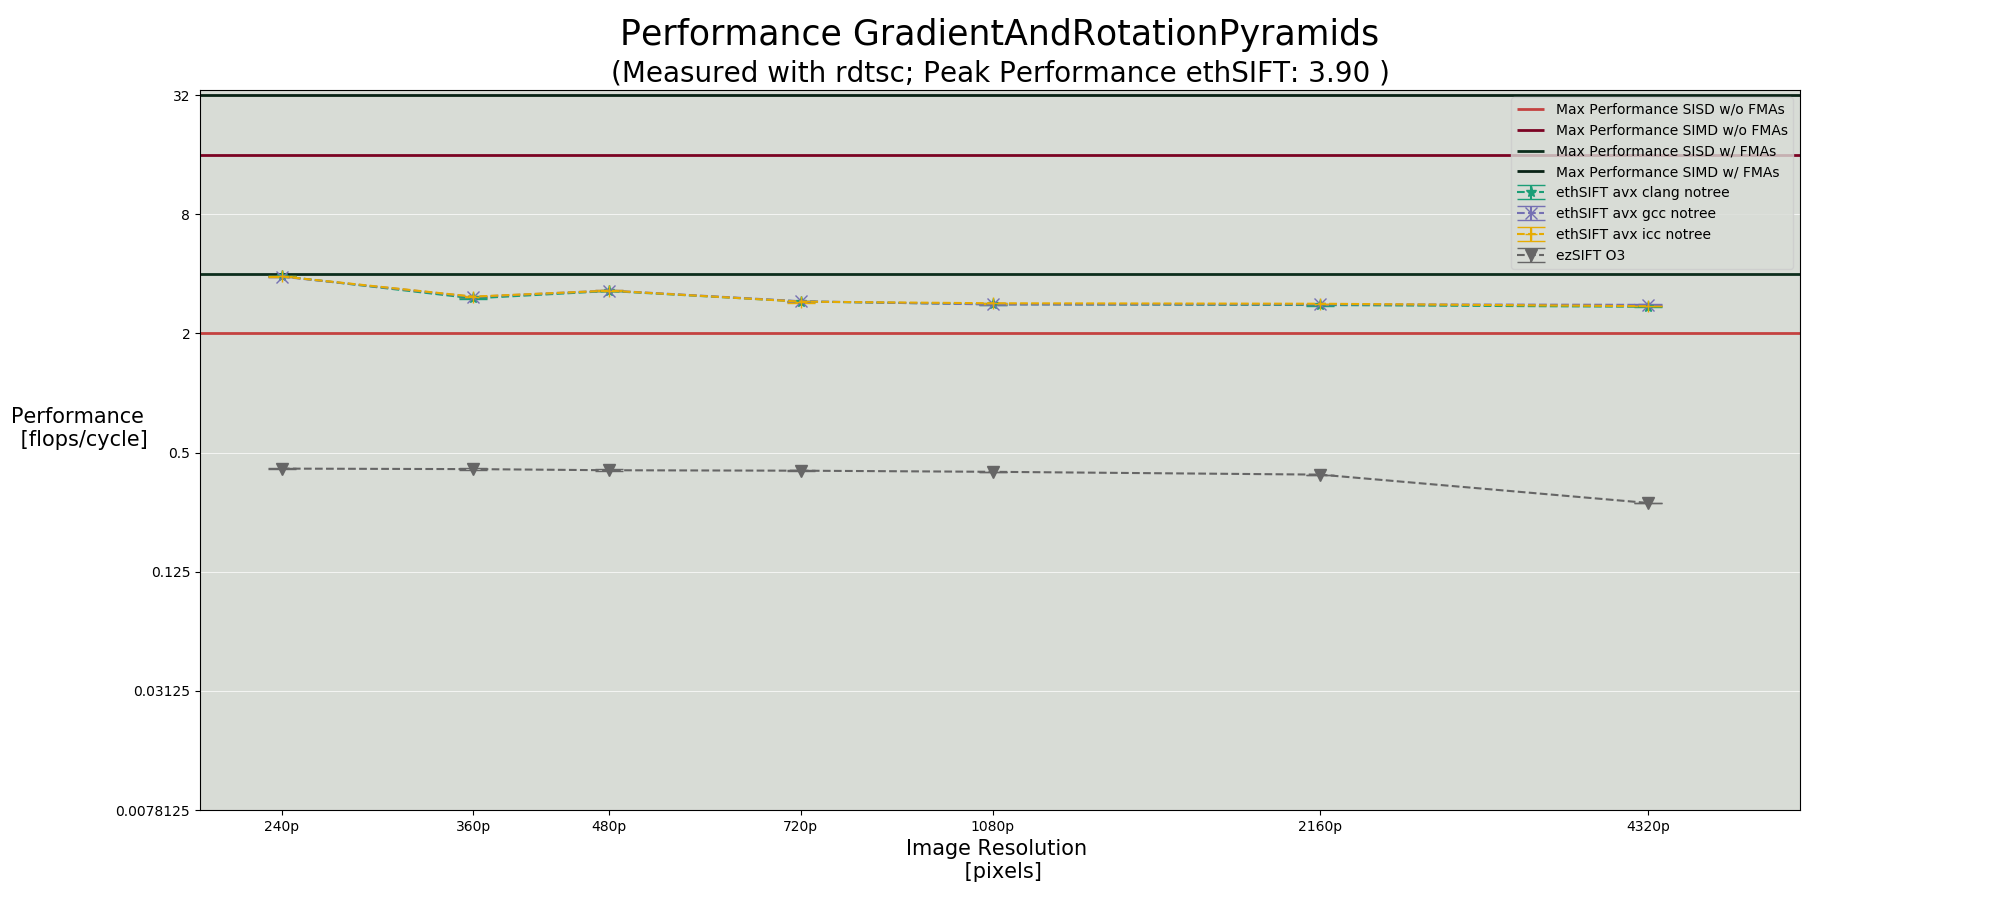 Performance GradientAndRotationPyramids
(Measured with rdtsc; Peak Performance ethSIFT: 3.90 )
32
8
2
0.5
0.125
0.03125
0.0078125
Performance
[flops/cycle]
Max Performance SISD w/o FMAs
Max Performance SIMD w/o FMAs
Max Performance SISD w/ FMAs
Max Performance SIMD w/ FMAs
ethSIFT avx clang notree
ethSIFT avx gcc notree
ethSIFT avx icc notree
ezSIFT O3
240p 360p 480p 720p 1080p 2160p 4320p
Image Resolution
[pixels]